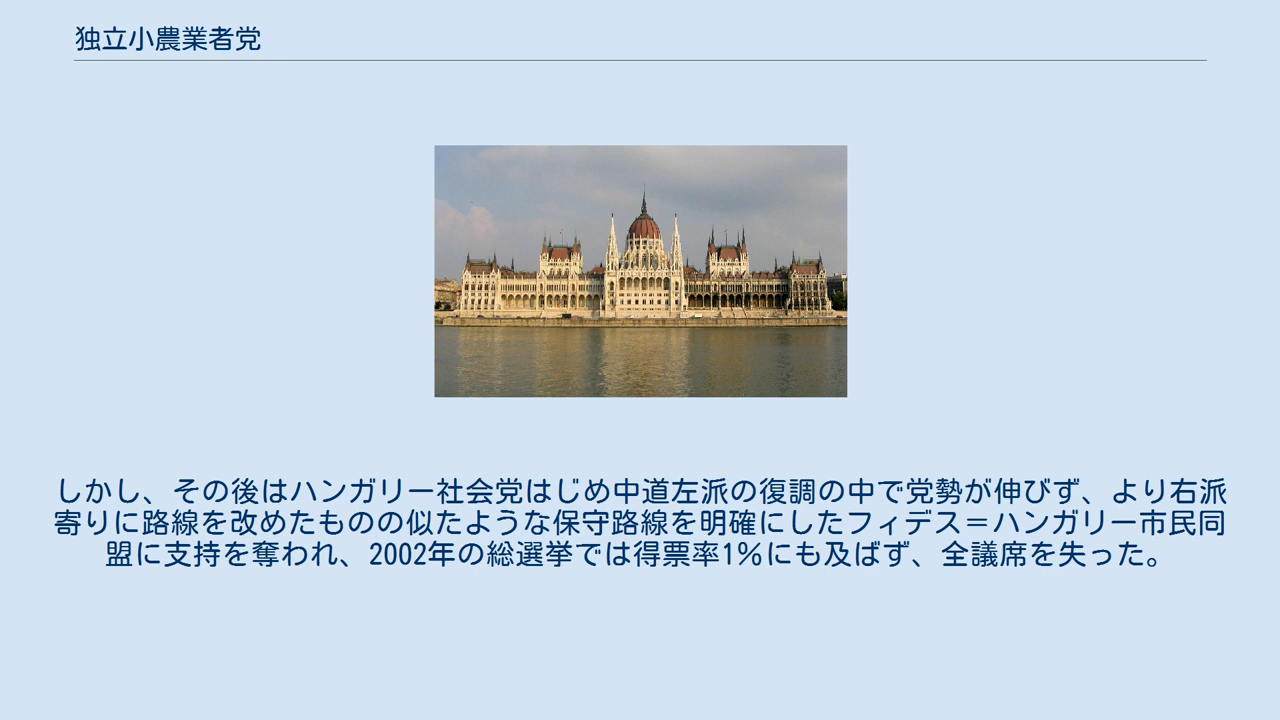 独立小農業者党
しかし、その後はハンガリー社会党はじめ中道左派の復調の中で党勢が伸びず、より右派
寄りに路線を改めたものの似たような保守路線を明確にしたフィデス＝ハンガリー市民同
盟に支持を奪われ、2002年の総選挙では得票率1％にも及ばず、全議席を失った。